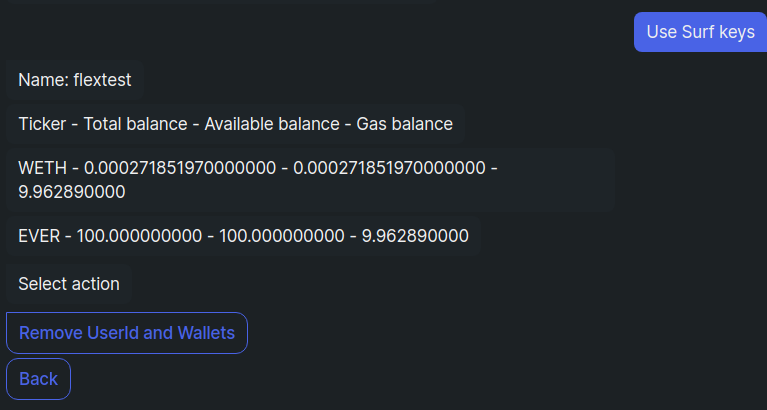 Use Surf keys
Name: flextest
Ticker - Total balance - Available balance - Gas balance
WETH - 0.000271851970000000 - 0.000271851970000000 -
9.962890000
EVER - 100.000000000 - 100.000000000 - 9.962890000
Select action
Remove UserId and Wallets
Back